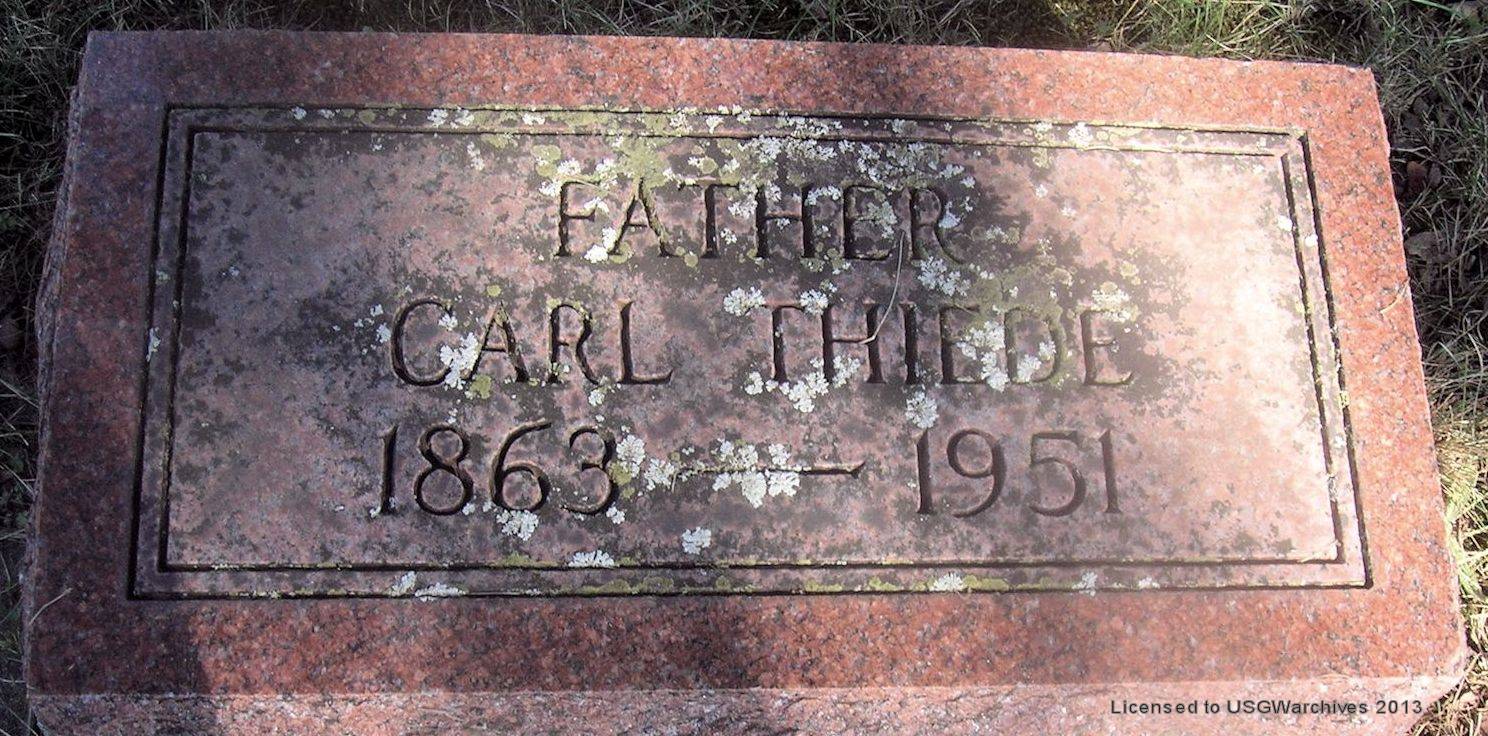 FATHER
CARL THIEDE
1863 — 1951
Licensed to USGWarchives 2013